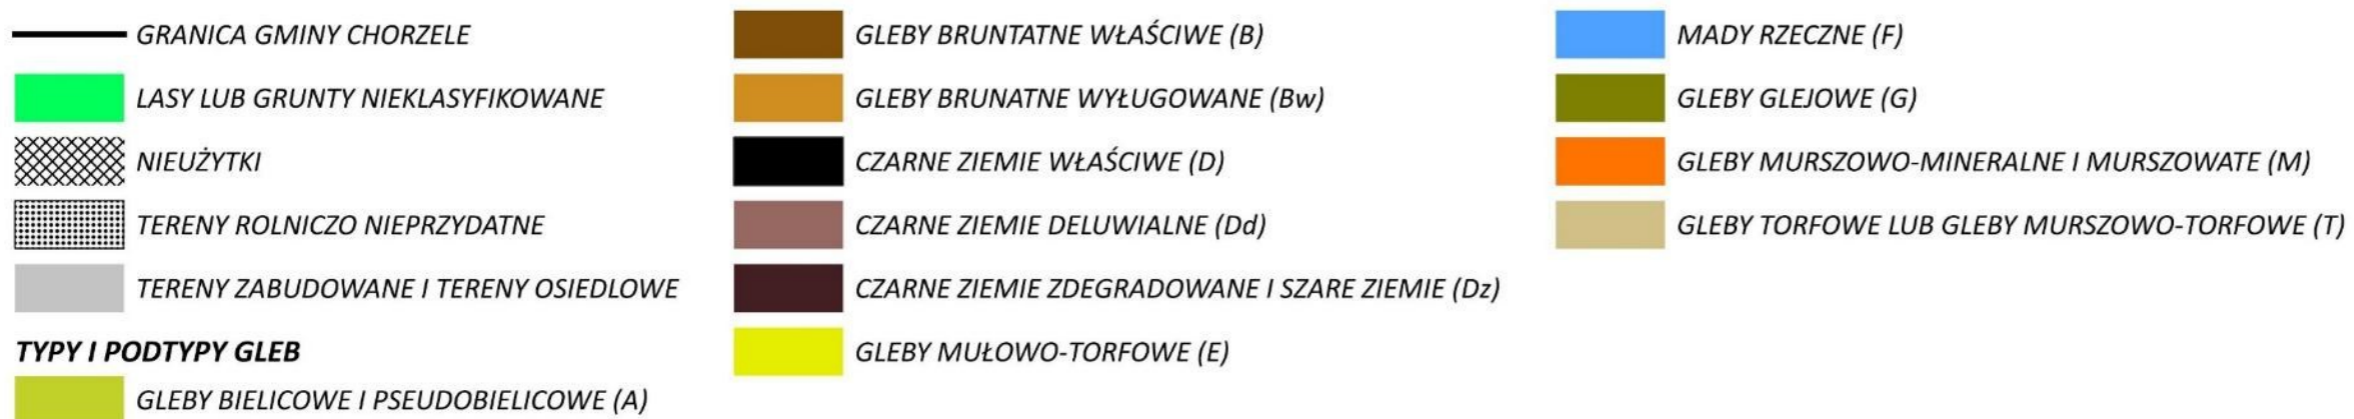 GRANICA GMINY CHORZELE
LASY LUB GRUNTY NIEKLASYFIKOWANE
NIEUŻYTKI
TERENY ROLNICZO NIEPRZYDATNE
TERENY ZABUDOWANE I TERENY OSIEDLOWE
TYPY I PODTYPY GLEB
GLEBY BIELICOWE I PSEUDOBIELICOWE (A)
GLEBY BRUNTATNE WŁAŚCIWE (B)
GLEBY BRUNATNE WYŁUGOWANE (Bw)
CZARNE ZIEMIE WŁAŚCIWE (D)
CZARNE ZIEMIE DELUWIALNE (Dd)
CZARNE ZIEMIE ZDEGRADOWANE I SZARE ZIEMIE (Dz)
GLEBY MUŁOWO-TORFOWE (E)
MADY RZECZNE (F)
GLEBY GLEJOWE (G)
GLEBY MURSZOWO-MINERALNE I MURSZOWATE (M)
GLEBY TORFOWE LUB GLEBY MURSZOWO-TORFOWE (T)